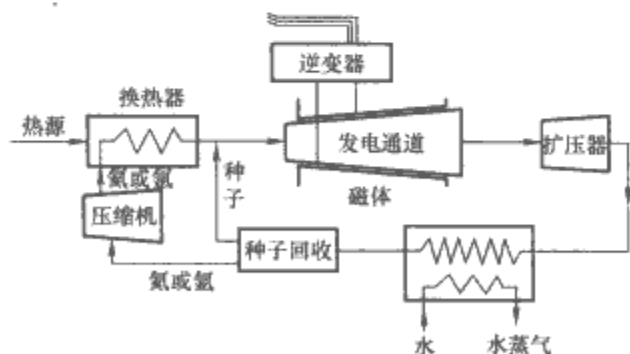 逆变器
换热器
热源
发电通道
扩压器
氦或氩
种子
磁体
压缩机
种子回收
氦或氩
水
水蒸气